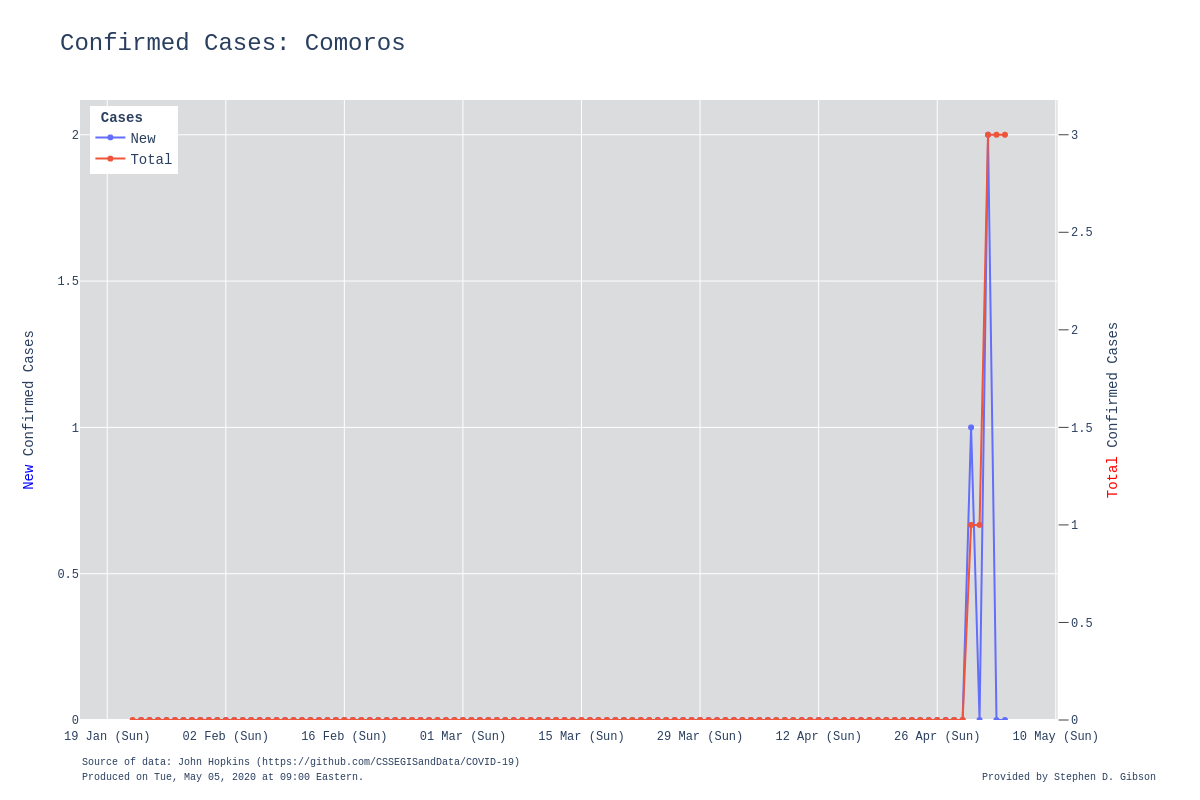 Confirmed Cases: Comoros
Cases
New
Total
2
1.5
1
0.5
0
3
2.5
2
1.5
1
0.5
0
New Confirmed Cases
Total Confirmed Cases
19 Jan (Sun)
02 Feb (Sun)
16 Feb (Sun)
01 Mar (Sun)
15 Mar (Sun)
29 Mar (Sun)
12 Apr (Sun)
26 Apr (Sun)
10 May (Sun)
Source of data: John Hopkins (https://github.com/CSSEGISandData/COVID-19)
Produced on Tue, May 05, 2020 at 09:00 Eastern.
Provided by Stephen D. Gibson